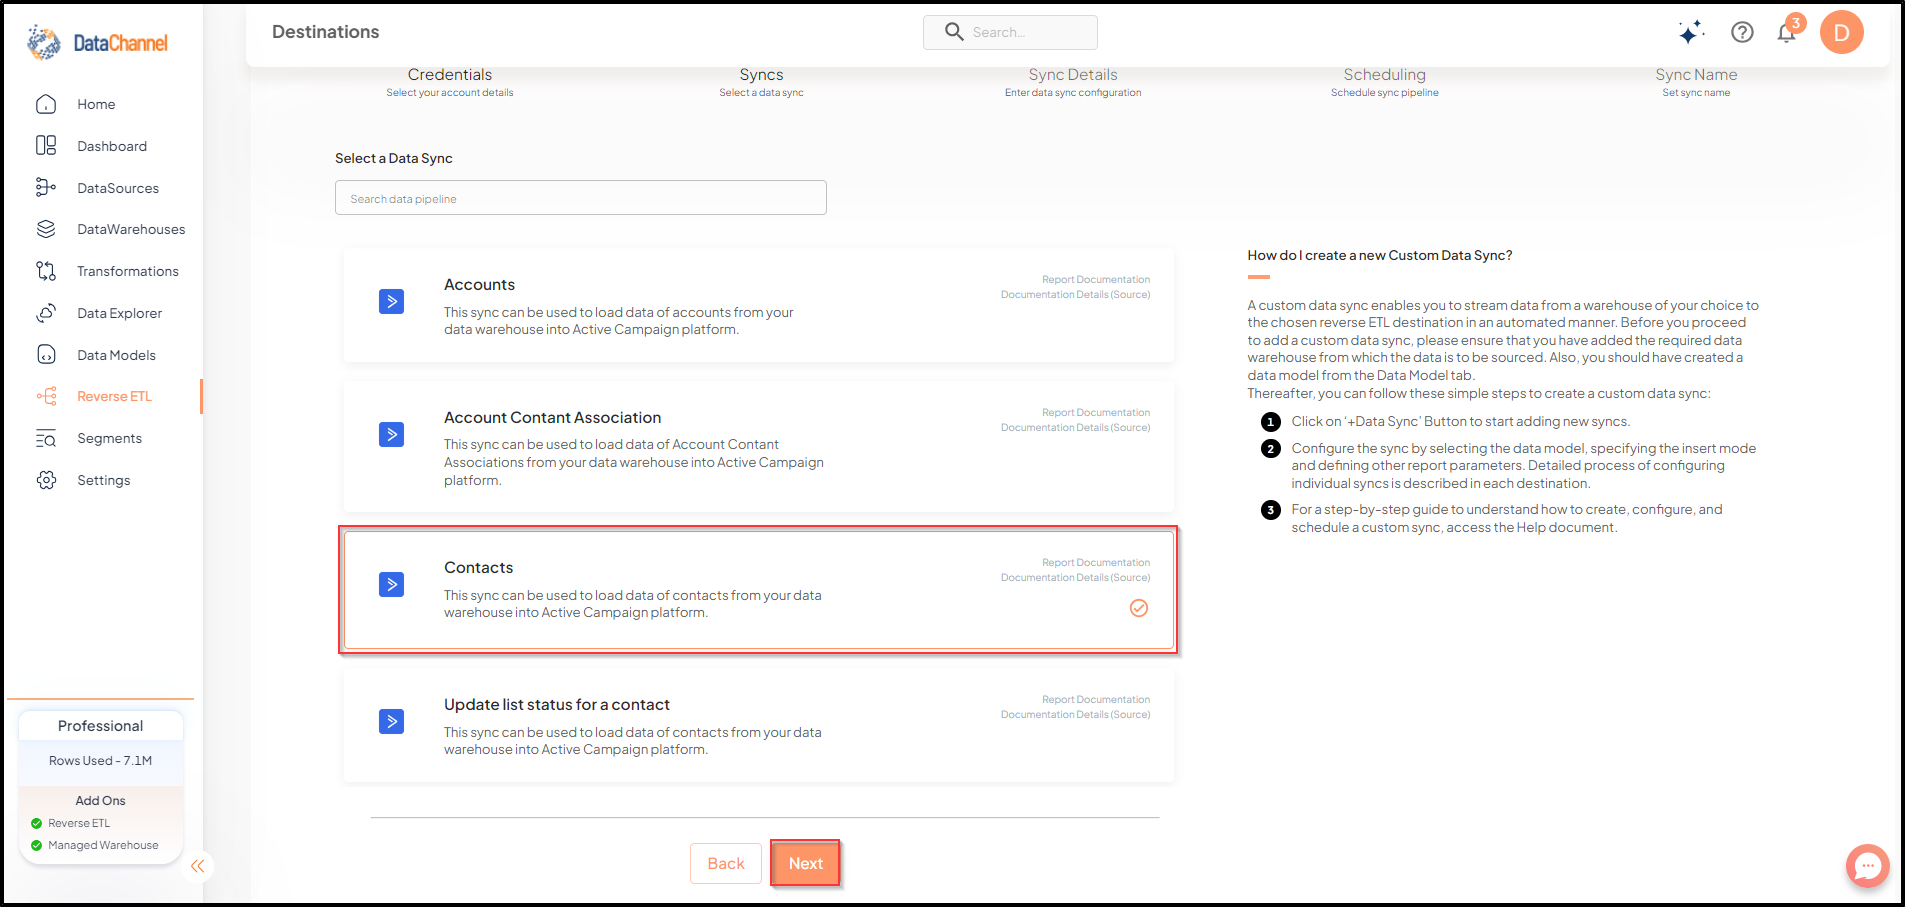 DataChannel
Home
Dashboard
DataSources
DataWarehouses
Transformations
Data Explorer
Data Models
Reverse ETL
Segments
Settings
Professional
Rows Used - 7.1M
Add Ons
Reverse ETL
Managed Warehouse
Destinations
Search...
3
D
Credentials
Select your account details
Syncs
Select a data sync
Sync Details
Enter data sync configuration
Scheduling
Schedule sync pipeline
Sync Name
Set sync name
Select a Data Sync
Search data pipeline
Accounts
This sync can be used to load data of accounts from your
data warehouse into Active Campaign platform.
Report Documentation
Documentation Details (Source)
Account Contant Association
This sync can be used to load data of Account Contant
Associations from your data warehouse into Active Campaign
platform.
Report Documentation
Documentation Details (Source)
Contacts
This sync can be used to load data of contacts from your data
warehouse into Active Campaign platform.
Report Documentation
Documentation Details (Source)
Update list status for a contact
This sync can be used to load data of contacts from your data
warehouse into Active Campaign platform.
Report Documentation
Documentation Details (Source)
Back
Next
How do I create a new Custom Data Sync?
A custom data sync enables you to stream data from a warehouse of your choice to
the chosen reverse ETL destination in an automated manner. Before you proceed
to add a custom data sync, please ensure that you have added the required data
warehouse from which the data is to be sourced. Also, you should have created a
data model from the Data Model tab.
Thereafter, you can follow these simple steps to create a custom data sync:
1 Click on '+Data Sync' Button to start adding new syncs.
2 Configure the sync by selecting the data model, specifying the insert mode
and defining other report parameters. Detailed process of configuring
individual syncs is described in each destination.
3 For a step-by-step guide to understand how to create, configure, and
schedule a custom sync, access the Help document.